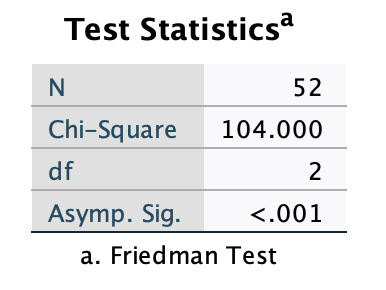 Test Statisticsa
N 52
Chi-Square 104.000
df 2
Asymp. Sig. <.001
a. Friedman Test